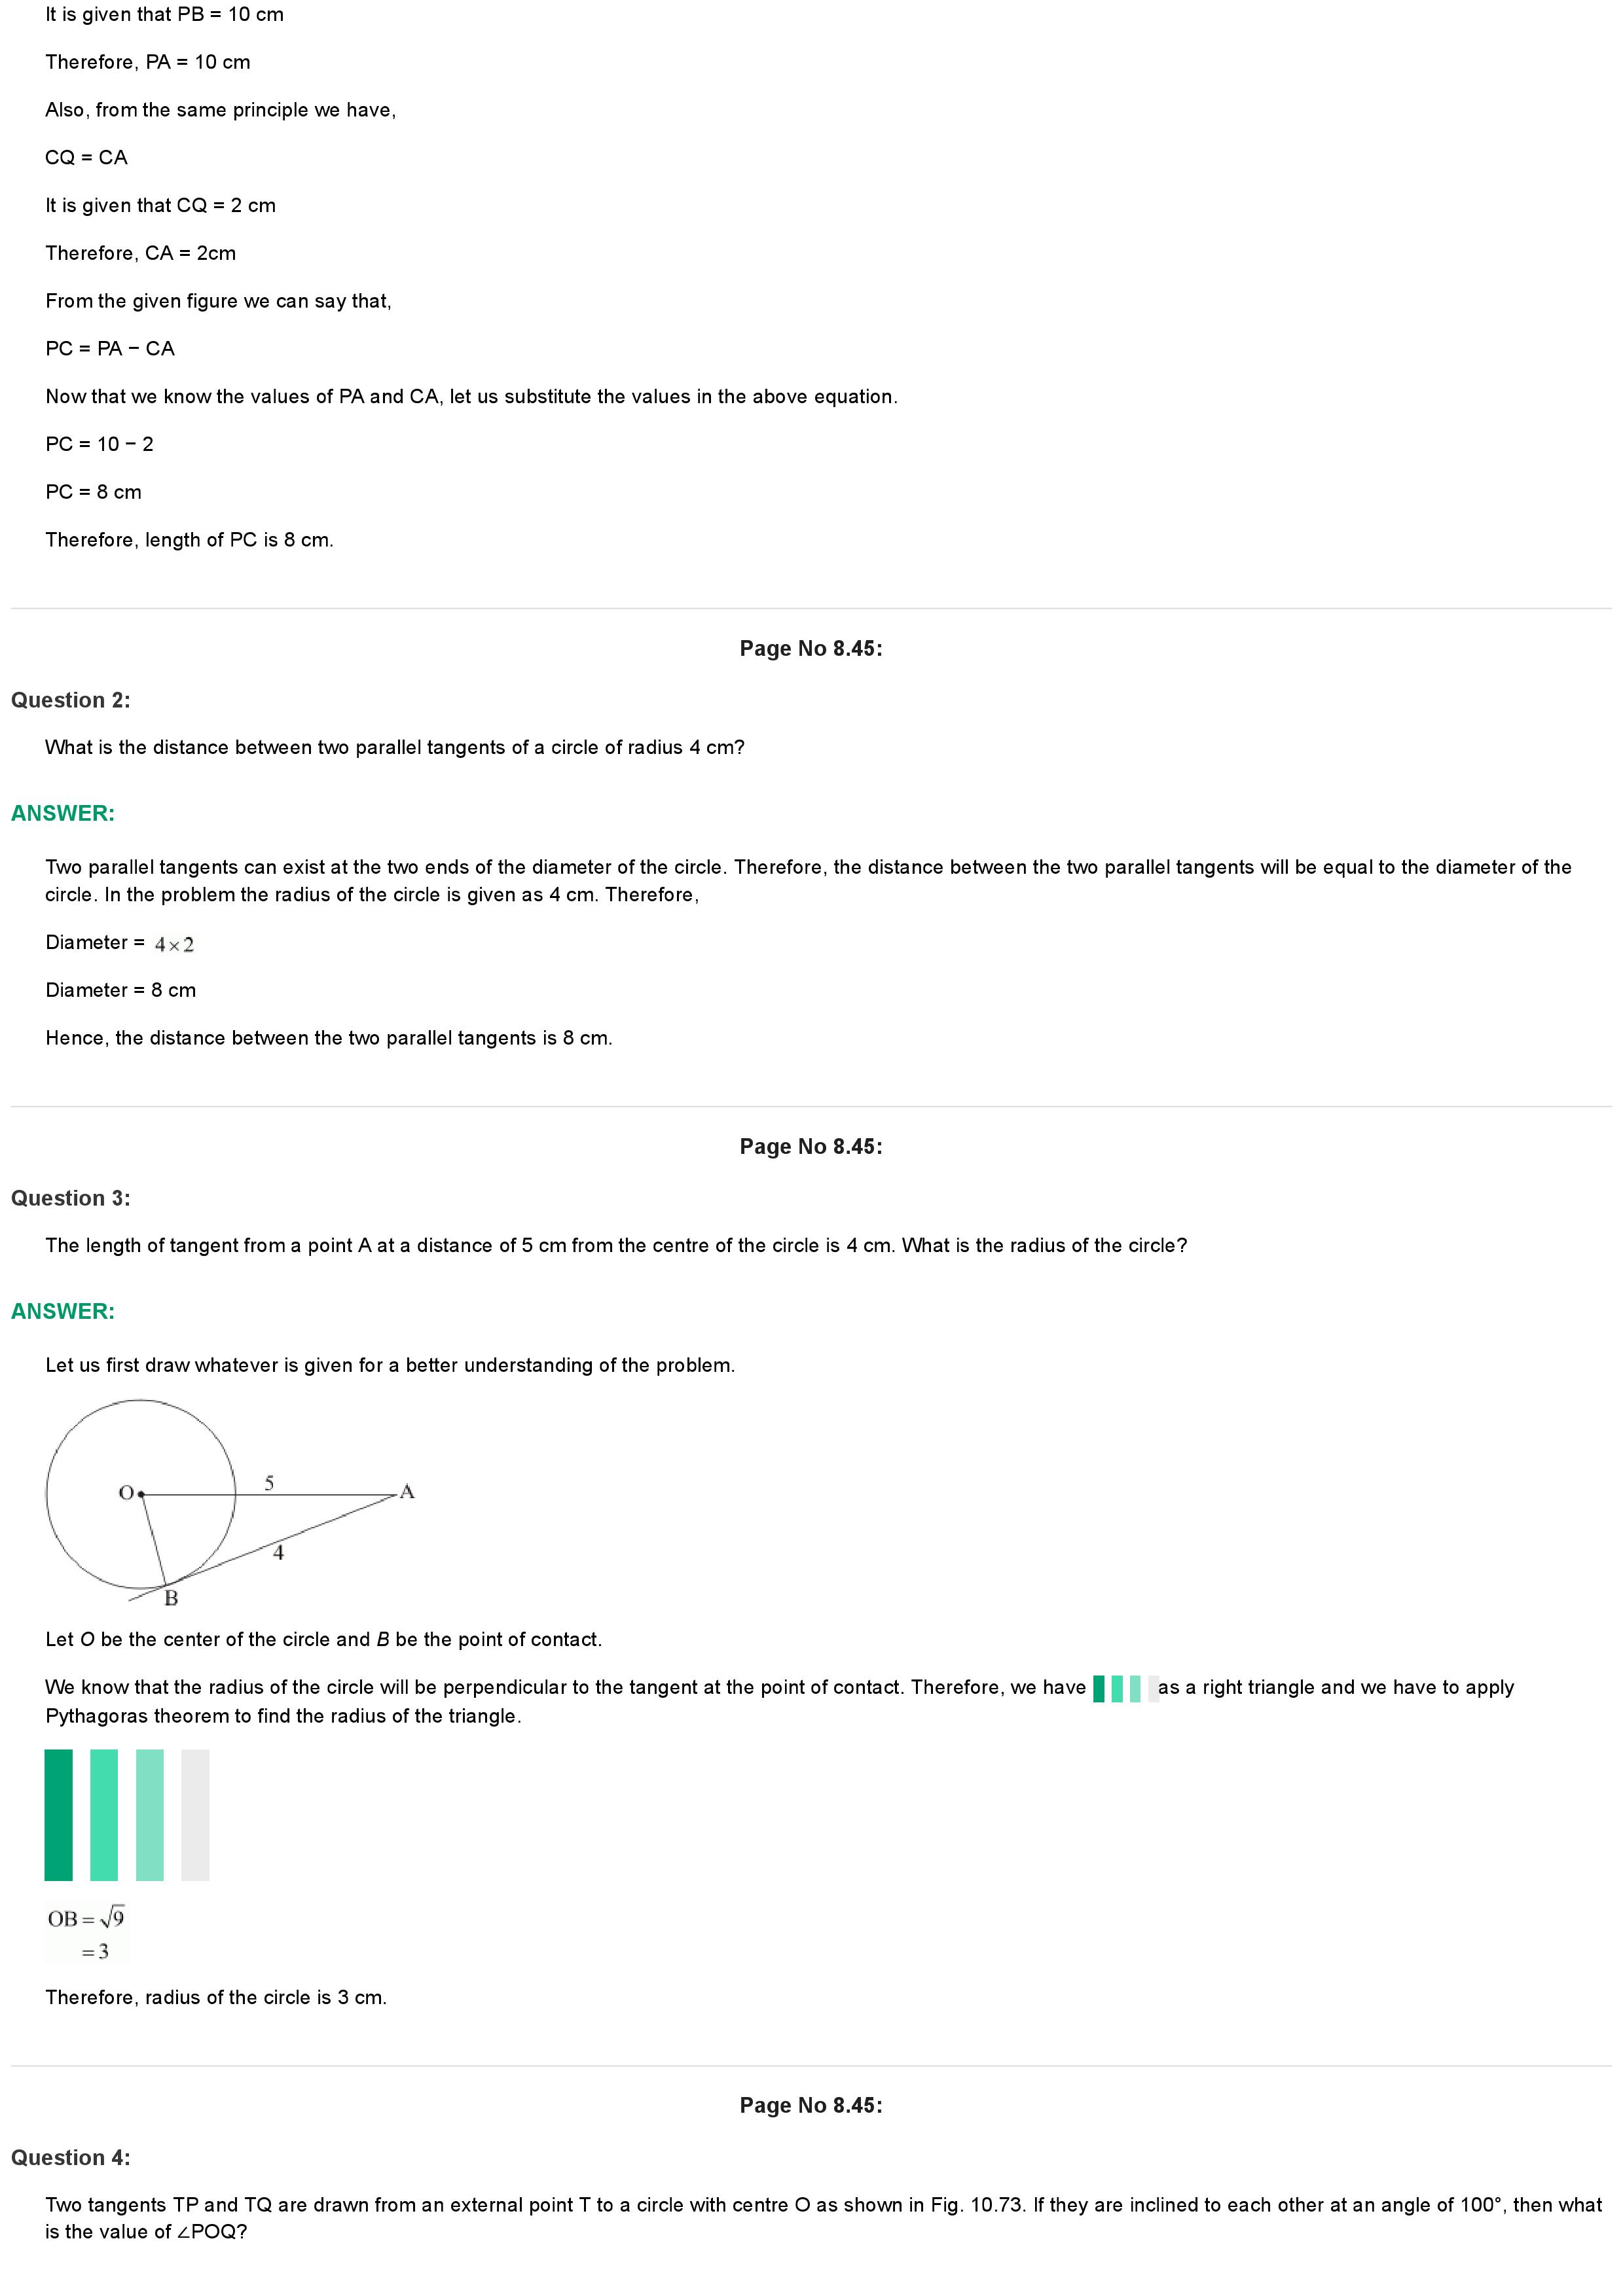 It is given that PB = 10 cm
Therefore, PA = 10 cm
Also, from the same principle we have,
CQ = CA
It is given that CQ = 2 cm
Therefore, CA = 2cm
From the given figure we can say that,
PC = PA − CA
Now that we know the values of PA and CA, let us substitute the values in the above equation.
PC = 10 − 2
PC = 8 cm
Therefore, length of PC is 8 cm.
Page No 8.45:
Question 2:
What is the distance between two parallel tangents of a circle of radius 4 cm?
ANSWER:
Two parallel tangents can exist at the two ends of the diameter of the circle. Therefore, the distance between the two parallel tangents will be equal to the diameter of the
circle. In the problem the radius of the circle is given as 4 cm. Therefore,
Diameter = 4×2
Diameter = 8 cm
Hence, the distance between the two parallel tangents is 8 cm.
Page No 8.45:
Question 3:
The length of tangent from a point A at a distance of 5 cm from the centre of the circle is 4 cm. What is the radius of the circle?
ANSWER:
Let us first draw whatever is given for a better understanding of the problem.
5
O A
4
B
Let O be the center of the circle and B be the point of contact.
We know that the radius of the circle will be perpendicular to the tangent at the point of contact. Therefore, we have as a right triangle and we have to apply
Pythagoras theorem to find the radius of the triangle.
OB = √9
= 3
Therefore, radius of the circle is 3 cm.
Page No 8.45:
Question 4:
Two tangents TP and TQ are drawn from an external point T to a circle with centre O as shown in Fig. 10.73. If they are inclined to each other at an angle of 100°, then what
is the value of ∠POQ?